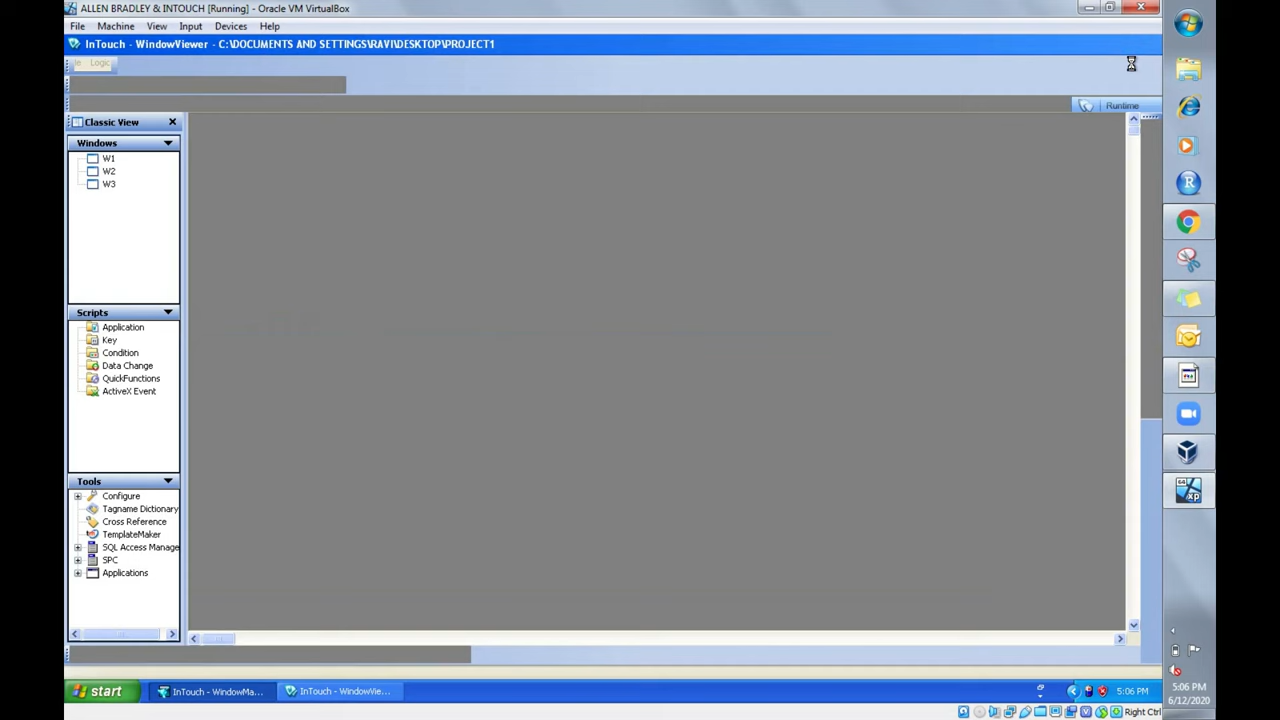 ALLEN BRADLEY & INTOUCH [Running] - Oracle VM VirtualBox
File Machine View Input Devices Help
InTouch - WindowViewer - C:\DOCUMENTS AND SETTINGS\RAVI\DESKTOP\PROJECT1
Logic
Runtime
Classic View
Windows
W1
W2
W3
Scripts
Application
Key
Condition
Data Change
QuickFunctions
ActiveX Event
Tools
Configure
Tagname Dictionary
Cross Reference
TemplateMaker
SQL Access Manage
SPC
Applications
start InTouch - WindowMa... InTouch - WindowVie... 5:06 PM
Right Ctrl
5:06 PM
6/12/2020